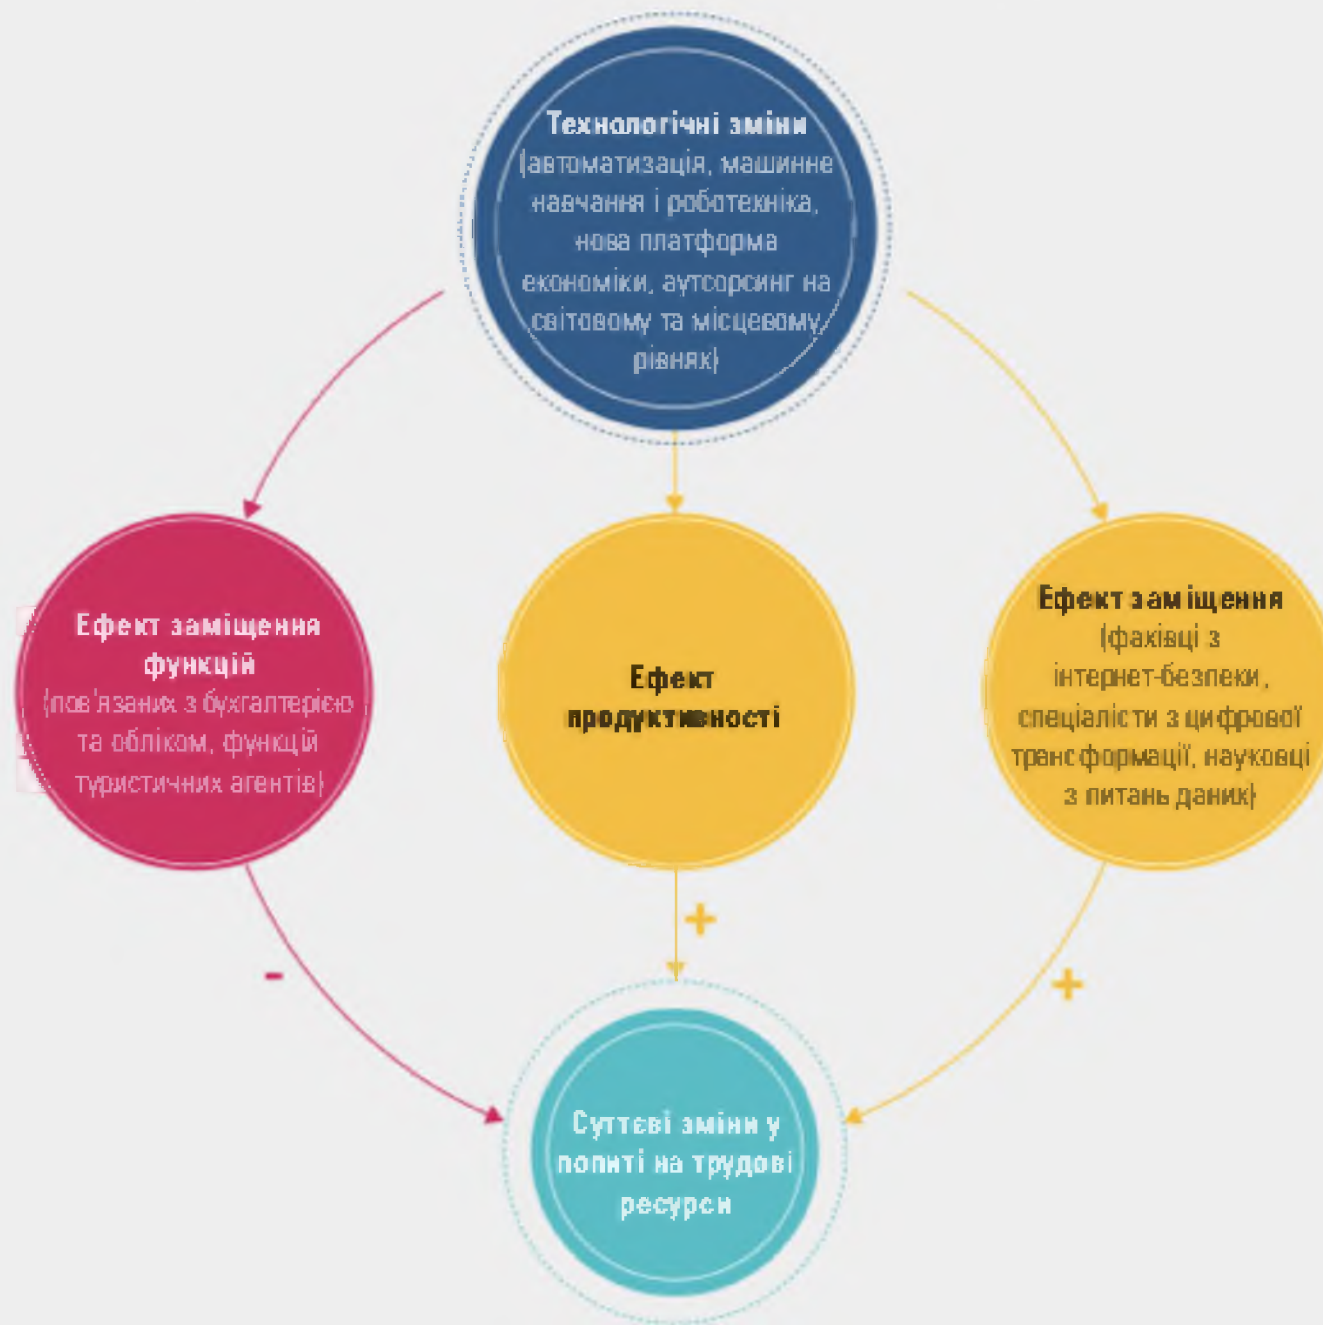 Технологічні зміни
(автоматизація, машинне
навчання і роботехніка,
нова платформа
економіки, аутсорсинг на
світовому та місцевому
рівнях)
Ефект заміщення
функцій
(пов'язаних з бухгалтерією
та обліком, функцій
туристичних агентів)
Ефект
продуктивності
Ефект заміщення
(фахівці з
інтернет-безпеки,
спеціалісти з цифрової
трансформації, науковці
з питань даних)
-
+
+
Суттєві зміни у
попиті на трудові
ресурси